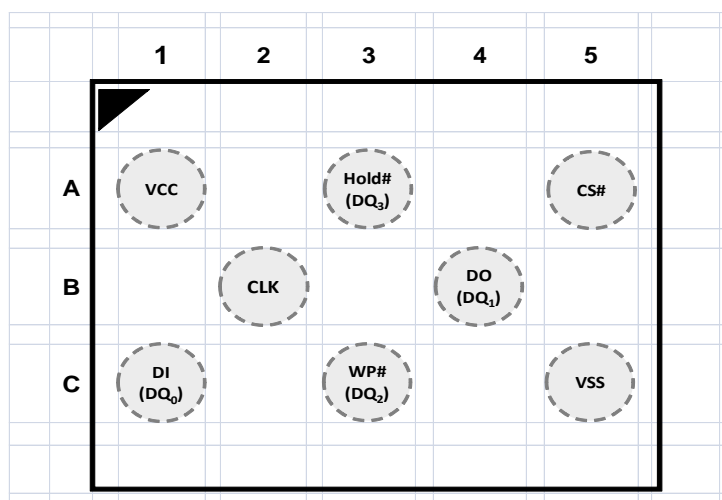 1 2 3 4 5
A VCC Hold# (DQ₃) CS#
B CLK DO (DQ₁)
C DI (DQ₀) WP# (DQ₂) VSS